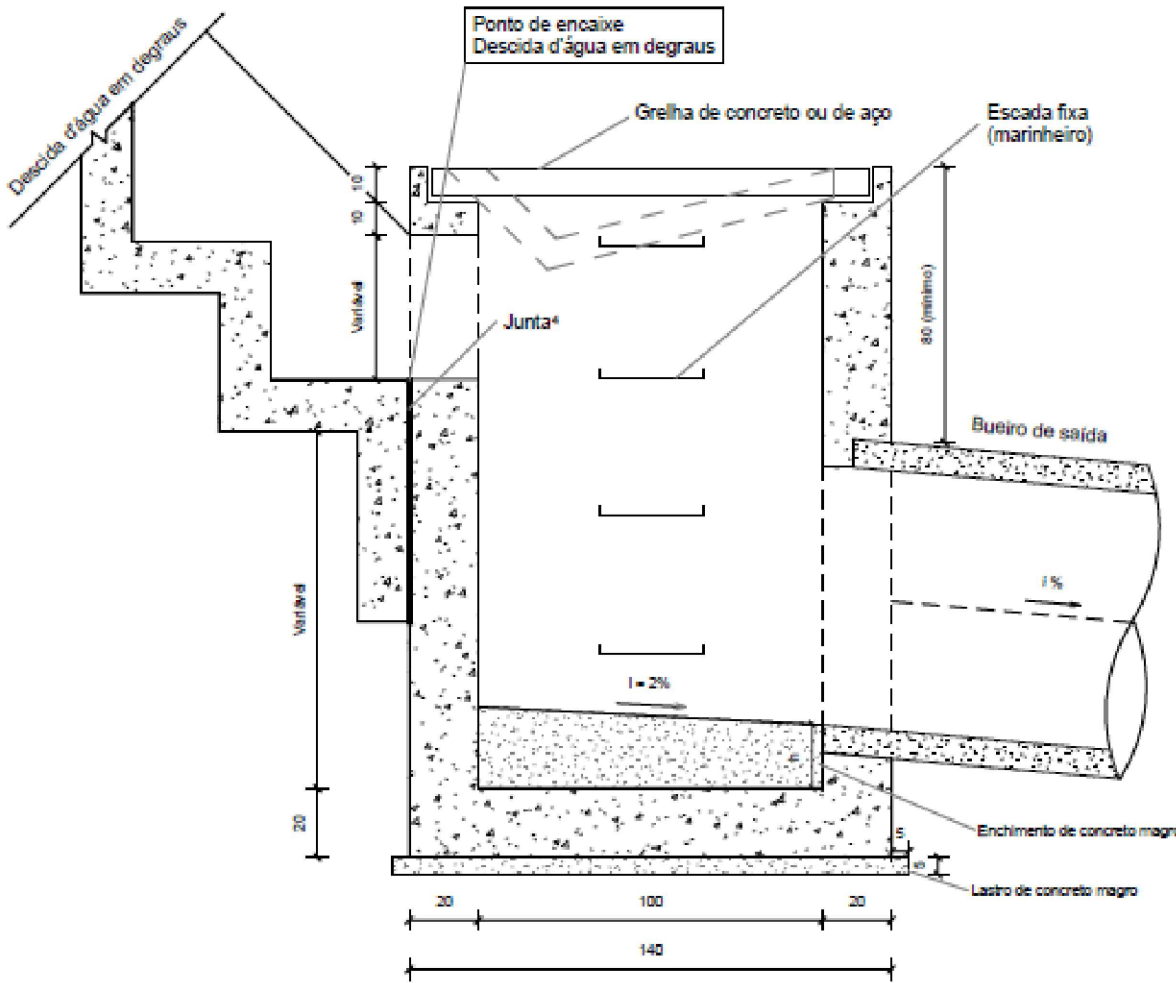 Ponto de encaixe
Descida d'água em degraus
Descida d'água em degraus
Grelha de concreto ou de aço
Escada fixa
(marinheiro)
10
10
Variável
Junta⁴
80 (mínimo)
Bueiro de saída
Variável
i %
i = 2%
h
20
5
Enchimento de concreto magro
Lastro de concreto magro
20
100
20
140